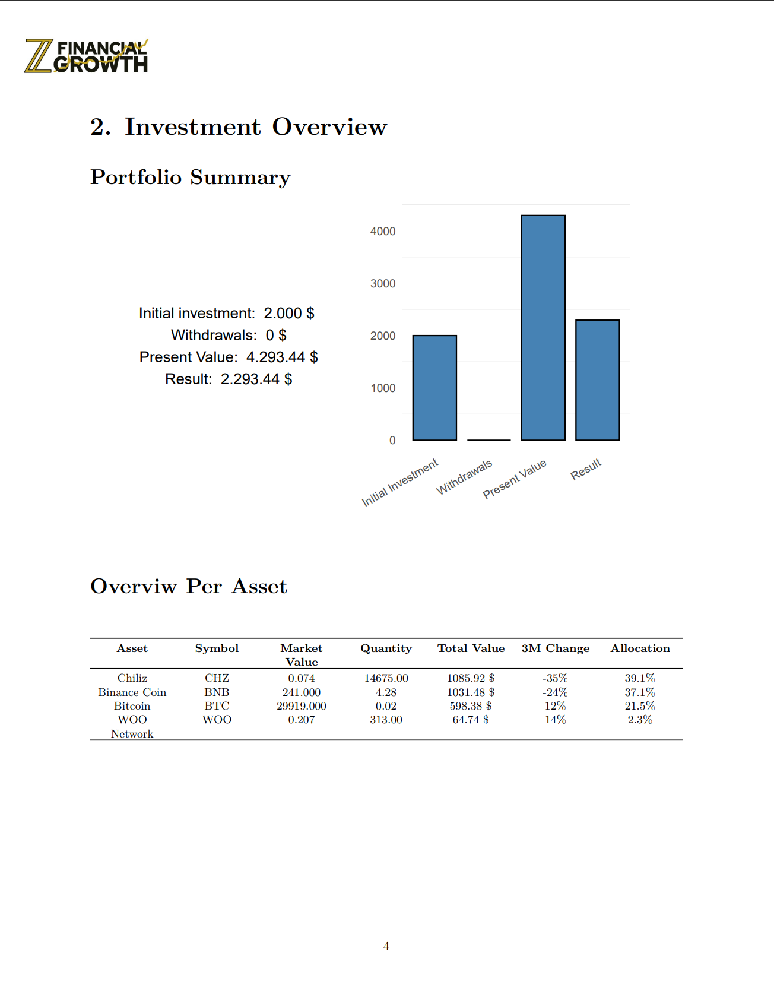 FINANCIAL
GROWTH
2. Investment Overview
Portfolio Summary
Initial investment: 2.000 $
Withdrawals: 0 $
Present Value: 4.293.44 $
Result: 2.293.44 $
4000
3000
2000
1000
0
Initial Investment
Withdrawals
Present Value
Result
Overviw Per Asset
Asset Symbol Market Value Quantity Total Value 3M Change Allocation
Chiliz CHZ 0.074 14675.00 1085.92 $ -35% 39.1%
Binance Coin BNB 241.000 4.28 1031.48 $ -24% 37.1%
Bitcoin BTC 29919.000 0.02 598.38 $ 12% 21.5%
WOO Network WOO 0.207 313.00 64.74 $ 14% 2.3%
4